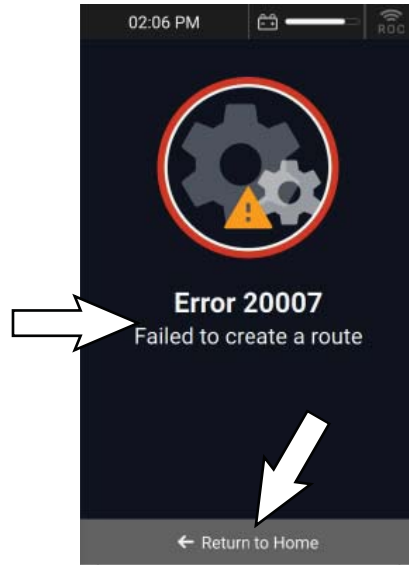 02:06 PM
ROC
Error 20007
Failed to create a route
← Return to Home